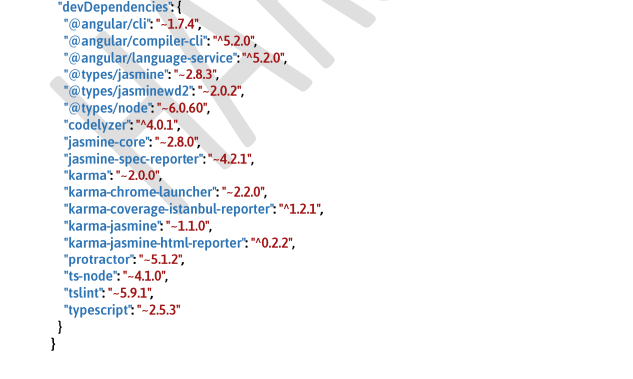 "devDependencies": {
"@angular/cli": "~1.7.4",
"@angular/compiler-cli": "^5.2.0",
"@angular/language-service": "^5.2.0",
"@types/jasmine": "~2.8.3",
"@types/jasminewd2": "~2.0.2",
"@types/node": "~6.0.60",
"codelyzer": "^4.0.1",
"jasmine-core": "~2.8.0",
"jasmine-spec-reporter": "~4.2.1",
"karma": "~2.0.0",
"karma-chrome-launcher": "~2.2.0",
"karma-coverage-istanbul-reporter": "^1.2.1",
"karma-jasmine": "~1.1.0",
"karma-jasmine-html-reporter": "^0.2.2",
"protractor": "~5.1.2",
"ts-node": "~4.1.0",
"tslint": "~5.9.1",
"typescript": "~2.5.3"
}
}